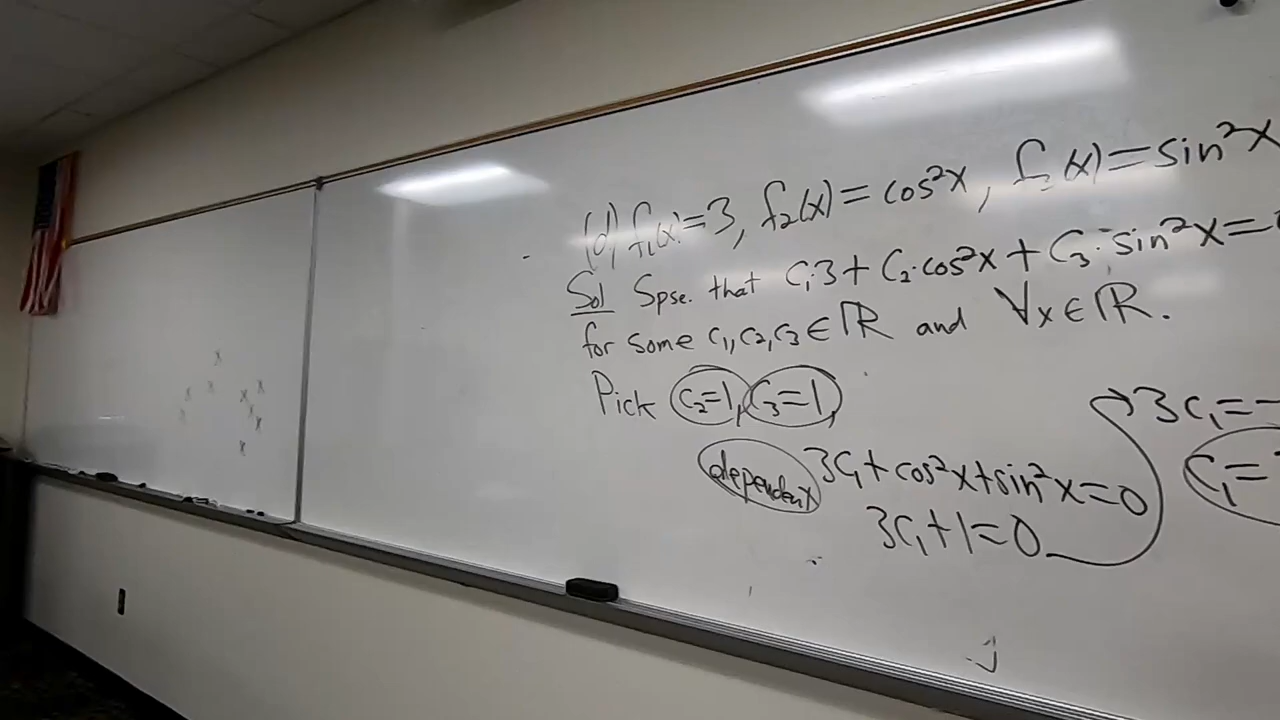 (d) f₁(x)=3, f₂(x)=cos²x, f₃(x)=sin²x
Sol Spse. that c₁·3+c₂·cos²x+c₃·sin²x=
for some c₁,c₂,c₃∈ℝ and ∀x∈ℝ.
Pick c₂=1, c₃=1,
3c₁=-
dependent 3c₁+cos²x+sin²x=0
c₁=
3c₁+1=0